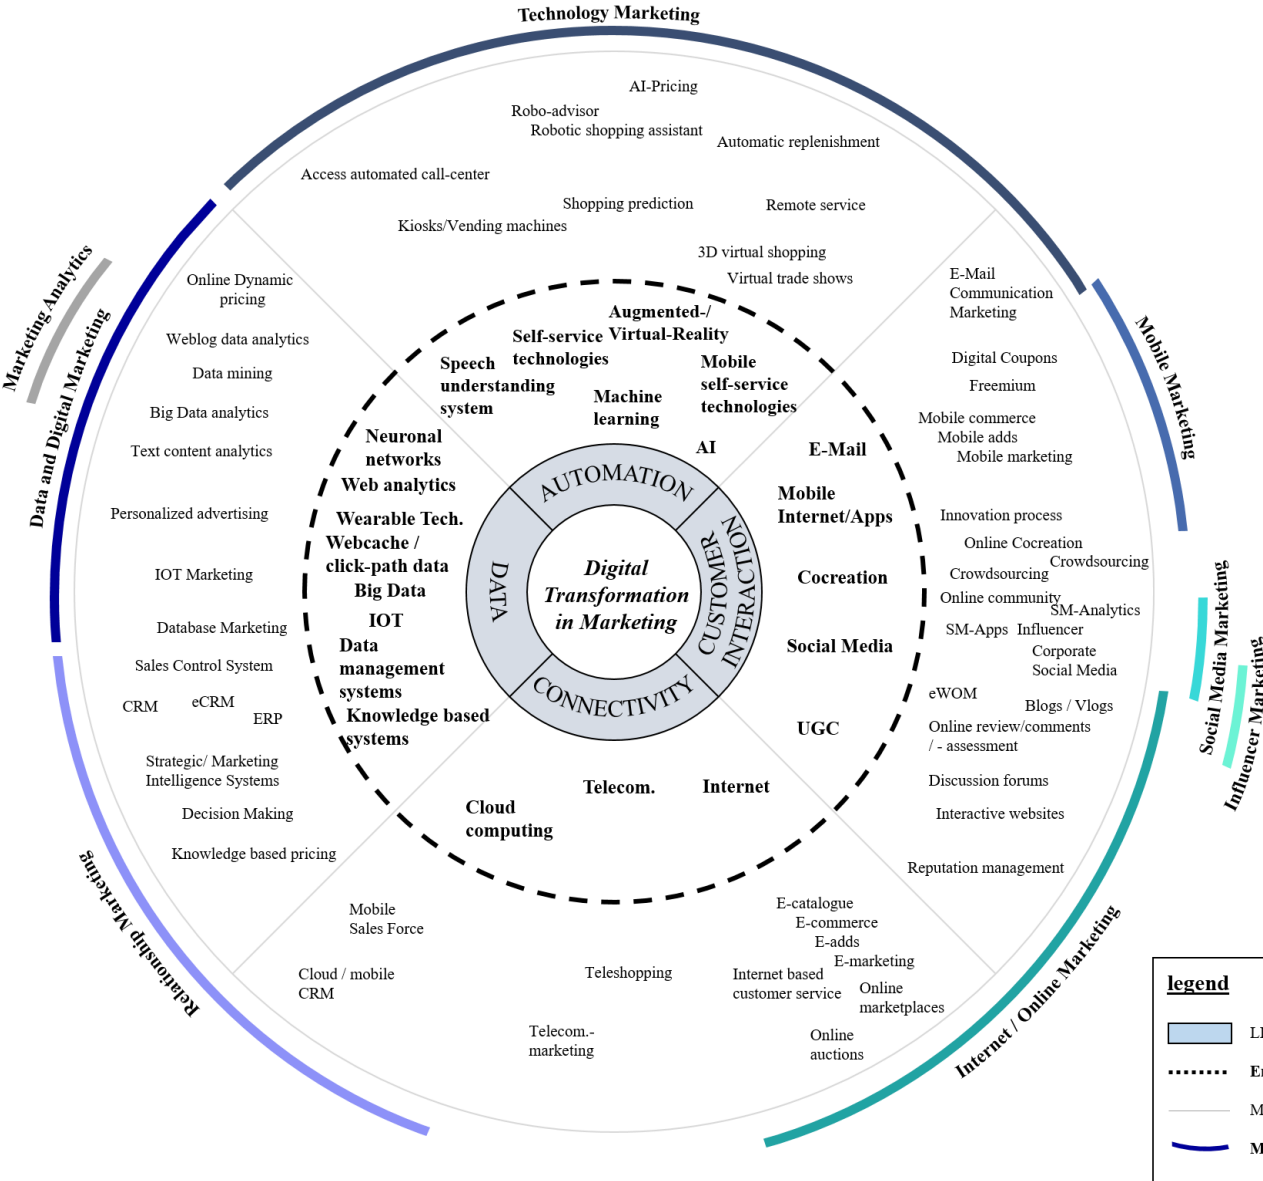 Technology Marketing
AI-Pricing
Robo-advisor
Robotic shopping assistant
Automatic replenishment
Access automated call-center
Shopping prediction
Remote service
Kiosks/Vending machines
3D virtual shopping
Virtual trade shows
Marketing Analytics
Data and Digital Marketing
Online Dynamic
pricing
Weblog data analytics
Data mining
Big Data analytics
Text content analytics
Personalized advertising
IOT Marketing
Database Marketing
Sales Control System
CRM
eCRM
ERP
Strategic/ Marketing
Intelligence Systems
Decision Making
Knowledge based pricing
Relationship Marketing
Augmented-/
Virtual-Reality
Self-service
technologies
Speech
understanding
system
Mobile
self-service
technologies
Machine
learning
AI
Neuronal
networks
Web analytics
Wearable Tech.
Webcache /
click-path data
Big Data
IOT
Data
management
systems
Knowledge based
systems
AUTOMATION
DATA
CUSTOMER
INTERACTION
CONNECTIVITY
Digital
Transformation
in Marketing
E-Mail
Mobile
Internet/Apps
Cocreation
Social Media
UGC
Telecom.
Internet
Cloud
computing
E-Mail
Communication
Marketing
Digital Coupons
Freemium
Mobile commerce
Mobile adds
Mobile marketing
Mobile Marketing
Innovation process
Online Cocreation
Crowdsourcing
Crowdsourcing
Online community
SM-Analytics
SM-Apps
Influencer
Corporate
Social Media
eWOM
Blogs / Vlogs
Online review/comments
/ - assessment
Discussion forums
Interactive websites
Reputation management
Social Media Marketing
Influencer Marketing
Internet / Online Marketing
Mobile
Sales Force
Cloud / mobile
CRM
Teleshopping
Telecom.-
marketing
E-catalogue
E-commerce
E-adds
E-marketing
Internet based
customer service
Online
marketplaces
Online
auctions
legend